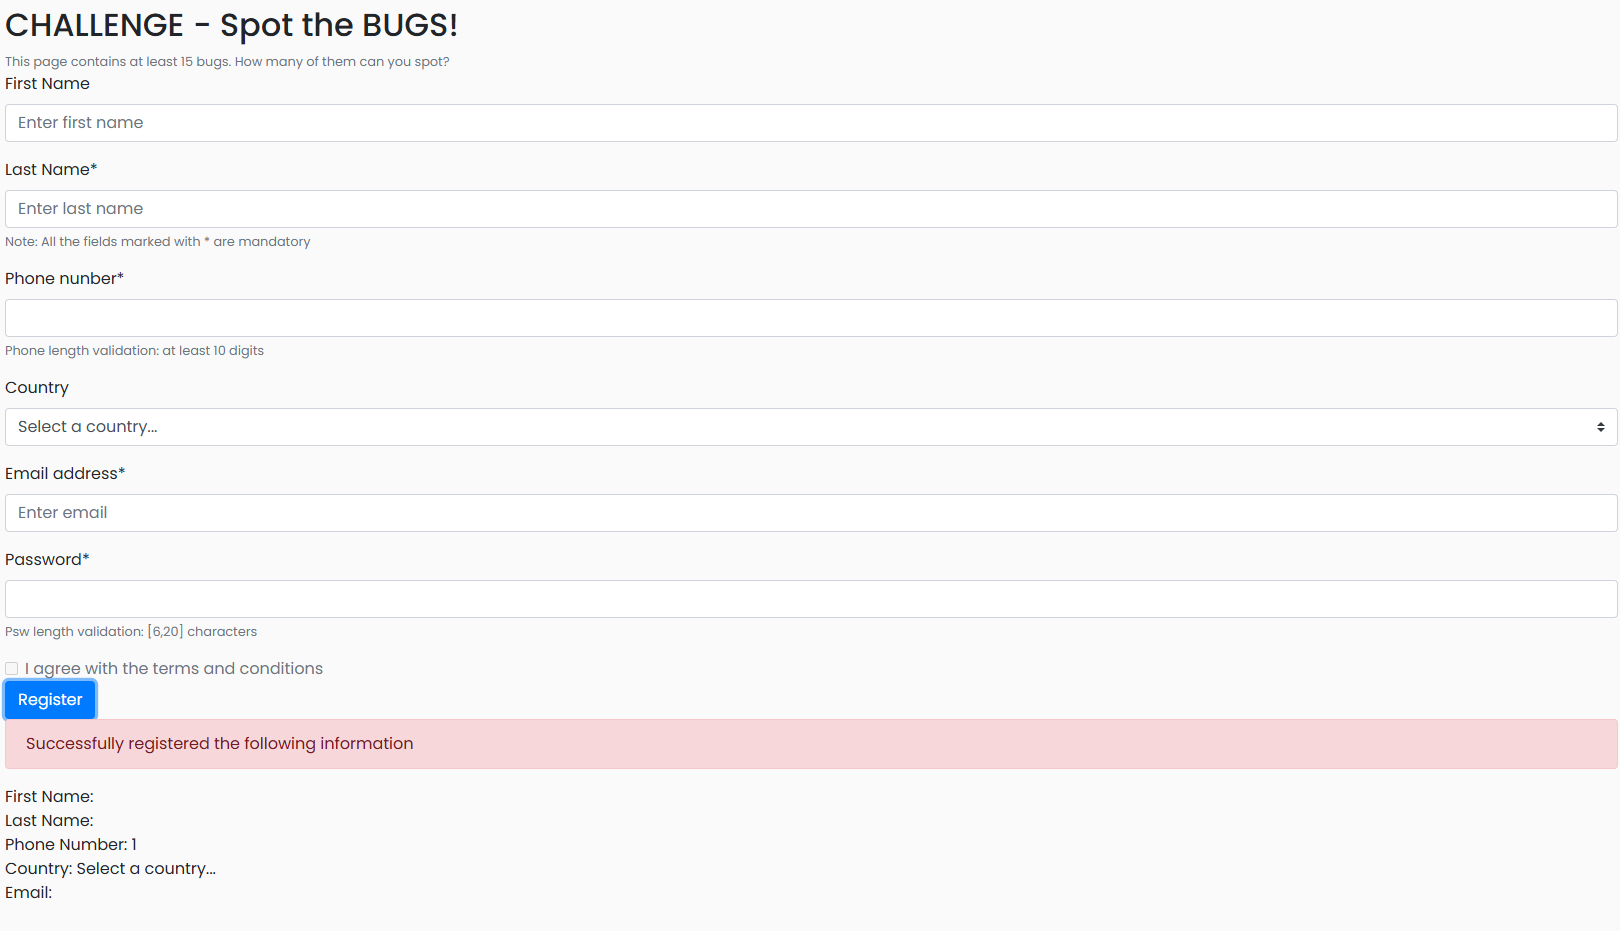 CHALLENGE - Spot the BUGS!
This page contains at least 15 bugs. How many of them can you spot?
First Name
Enter first name
Last Name*
Enter last name
Note: All the fields marked with * are mandatory
Phone nunber*
Phone length validation: at least 10 digits
Country
Select a country...
Email address*
Enter email
Password*
Psw length validation: [6,20] characters
I agree with the terms and conditions
Register
Successfully registered the following information
First Name:
Last Name:
Phone Number: 1
Country: Select a country...
Email: